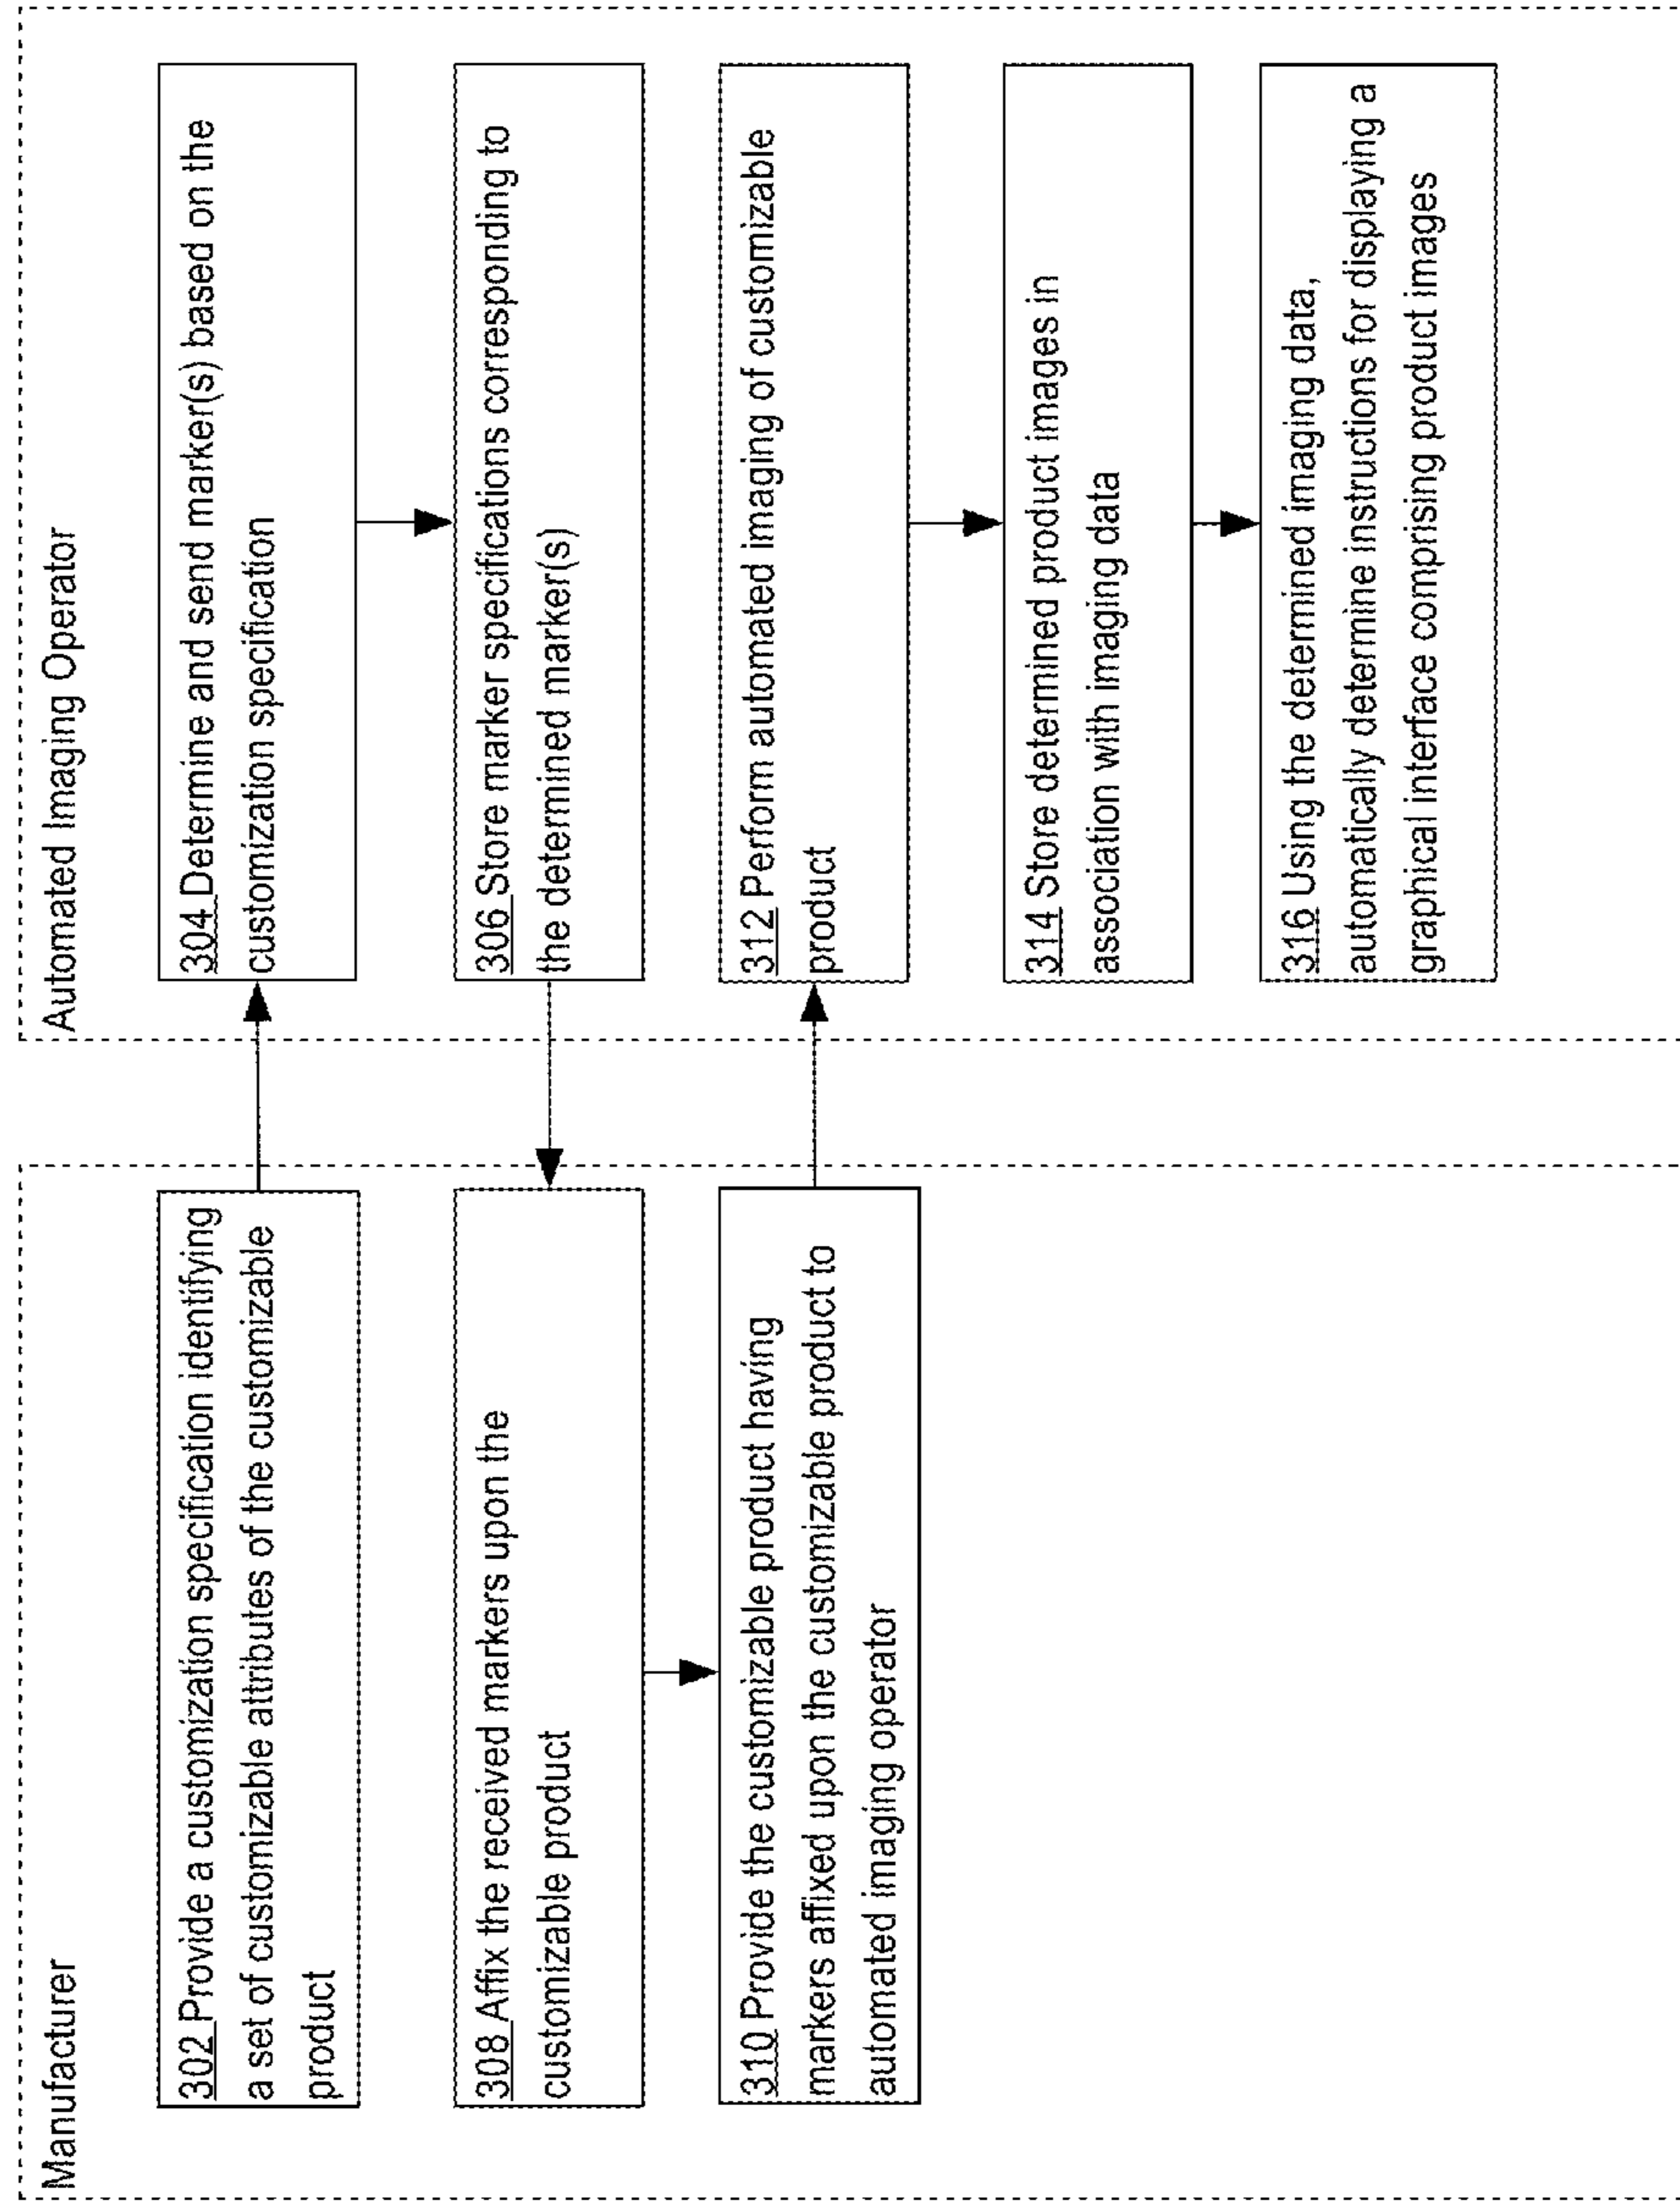 Manufacturer
302 Provide a customization specification identifying
a set of customizable attributes of the customizable
product
308 Affix the received markers upon the
customizable product
310 Provide the customizable product having
markers affixed upon the customizable product to
automated imaging operator
Automated Imaging Operator
304 Determine and send marker(s) based on the
customization specification
306 Store marker specifications corresponding to
the determined marker(s)
312 Perform automated imaging of customizable
product
314 Store determined product images in
association with imaging data
316 Using the determined imaging data,
automatically determine instructions for displaying a
graphical interface comprising product images